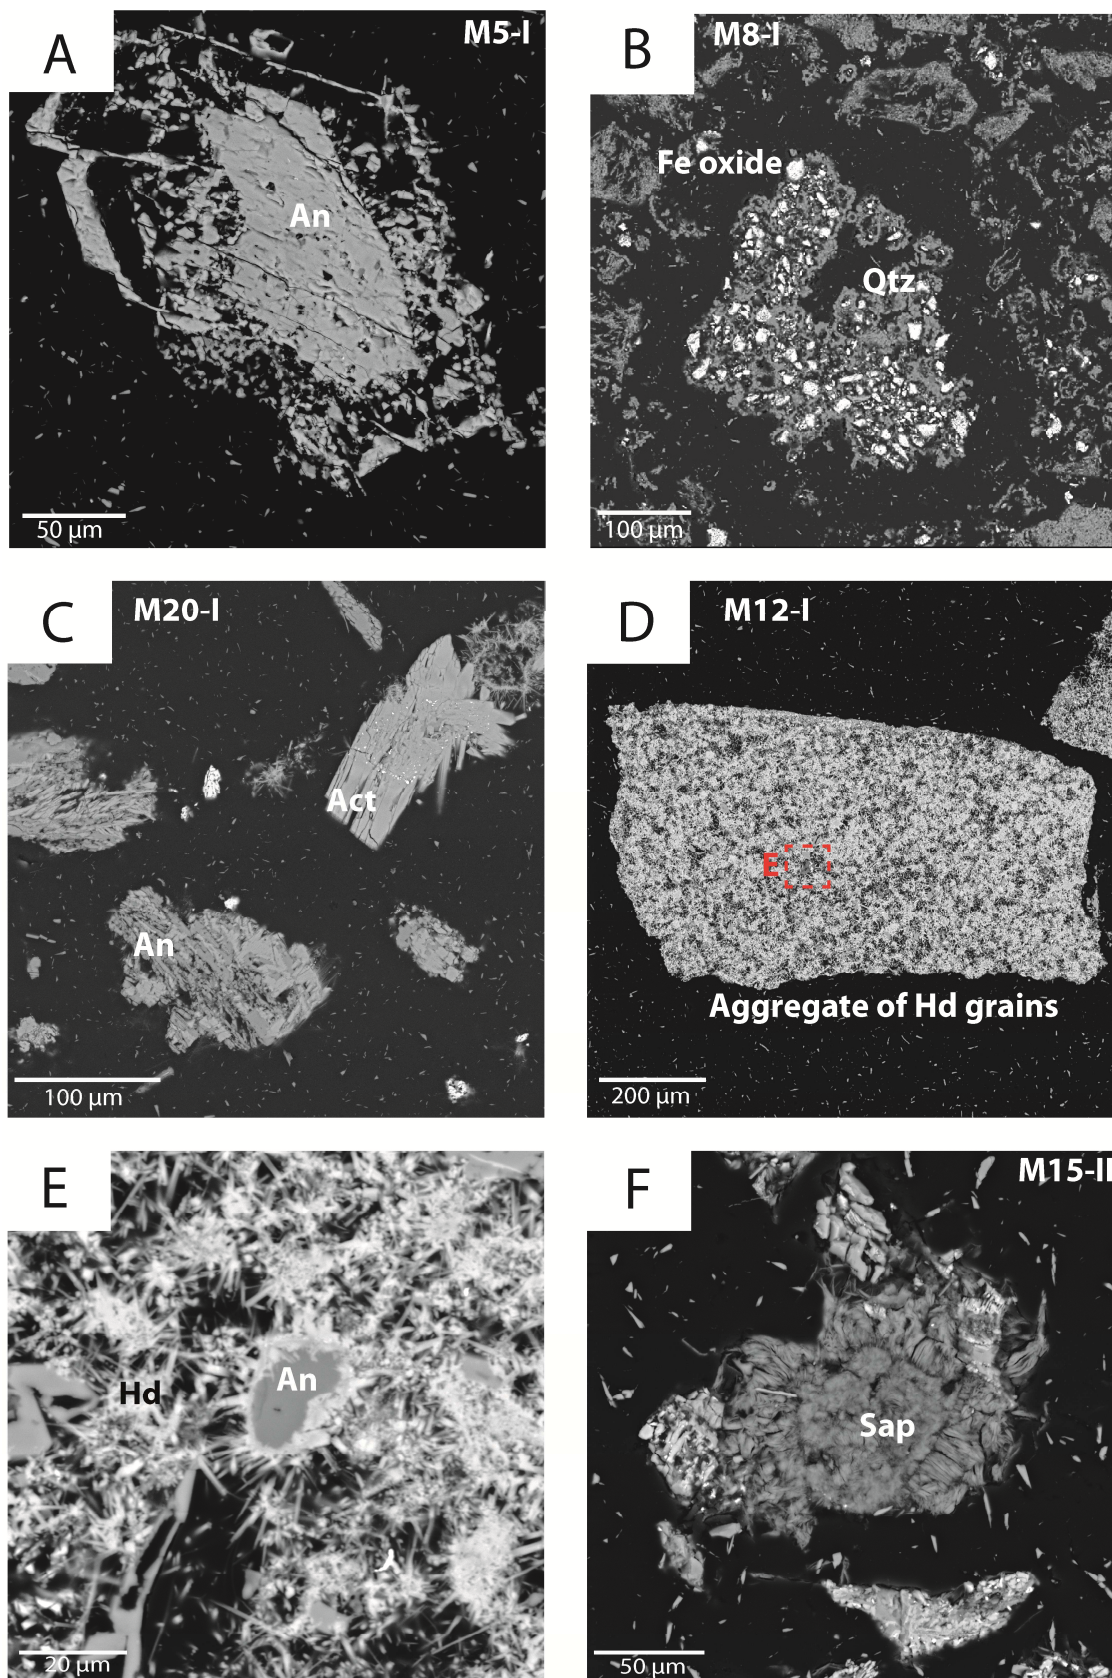 A
M5-I
An
50 µm
B
M8-I
Fe oxide
Qtz
100 µm
C
M20-I
Act
An
100 µm
D
M12-I
E
Aggregate of Hd grains
200 µm
E
Hd
An
20 µm
F
M15-II
Sap
50 µm